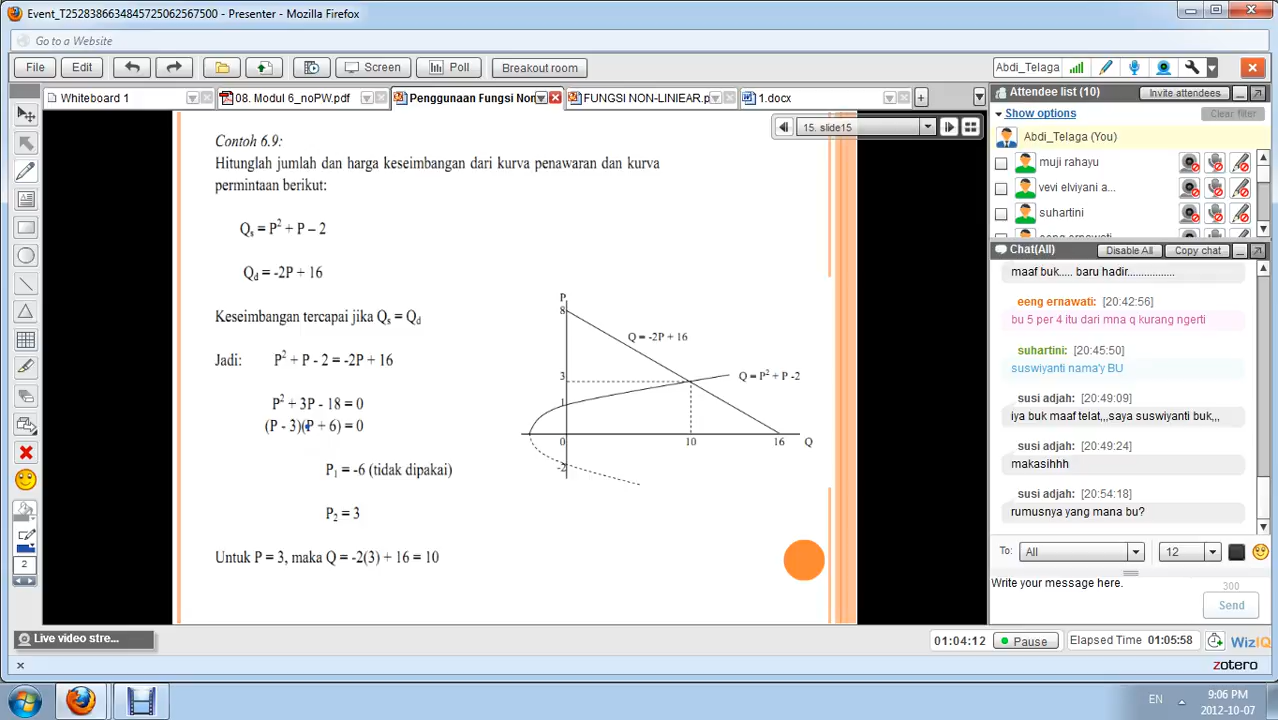 Event_T25283866348457250625675​00 - Presenter - Mozilla Firefox
Go to a Website
File Edit Screen Poll Breakout room Abdi_Telaga
Whiteboard 1 08. Modul 6_noPW.pdf Penggunaan Fungsi Non FUNGSI NON-LINIEAR.p 1.docx
15. slide15
Contoh 6.9:
Hitunglah jumlah dan harga keseimbangan dari kurva penawaran dan kurva
permintaan berikut:
Qs = P² + P – 2
Qd = -2P + 16
Keseimbangan tercapai jika Qs = Qd
Jadi: P² + P - 2 = -2P + 16
P² + 3P - 18 = 0
(P - 3)(P + 6) = 0
P₁ = -6 (tidak dipakai)
P₂ = 3
Untuk P = 3, maka Q = -2(3) + 16 = 10
P
8
Q = -2P + 16
3
Q = P² + P -2
1
0 10 16 Q
-2
Attendee list (10) Invite attendees
Show options Clear filter
Abdi_Telaga (You)
muji rahayu
vevi elviyani a...
suhartini
eeng ernawati
Chat(All) Disable All Copy chat
maaf buk..... baru hadir................
eeng ernawati: [20:42:56]
bu 5 per 4 itu dari mna q kurang ngerti
suhartini: [20:45:50]
suswiyanti nama'y BU
susi adjah: [20:49:09]
iya buk maaf telat,,,saya suswiyanti buk,,,
susi adjah: [20:49:24]
makasihhh
susi adjah: [20:54:18]
rumusnya yang mana bu?
To: All 12
Write your message here.
300
Send
2
Live video stre...
01:04:12 Pause Elapsed Time 01:05:58 WizIQ
x zotero
EN 9:06 PM
2012-10-07